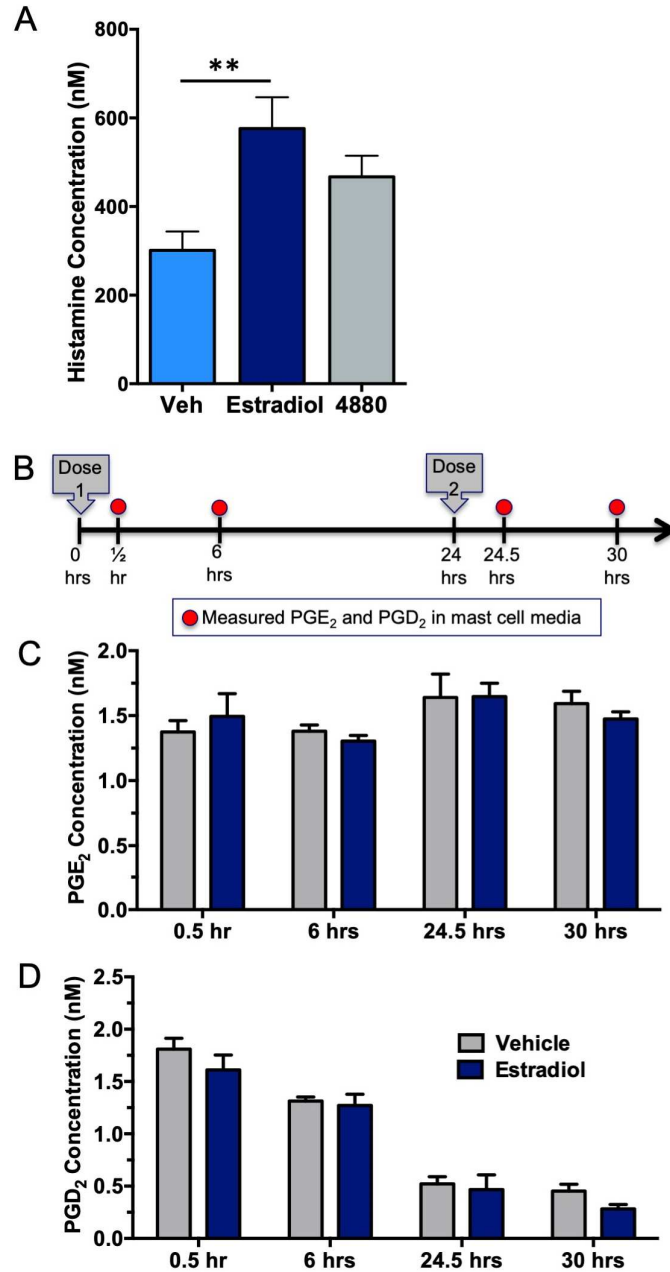 A
800
600
400
200
0
Histamine Concentration (nM)
**
Veh Estradiol 4880
B
Dose
1
Dose
2
0
hrs
½
hr
6
hrs
24
hrs
24.5
hrs
30
hrs
Measured PGE₂ and PGD₂ in mast cell media
C
2.0
1.5
1.0
0.5
0.0
PGE₂ Concentration (nM)
0.5 hr 6 hrs 24.5 hrs 30 hrs
D
2.5
2.0
1.5
1.0
0.5
0.0
PGD₂ Concentration (nM)
Vehicle
Estradiol
0.5 hr 6 hrs 24.5 hrs 30 hrs